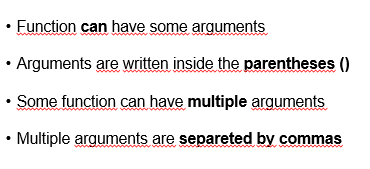 • Function can have some arguments
• Arguments are written inside the parentheses ()
• Some function can have multiple arguments
• Multiple arguments are separeted by commas